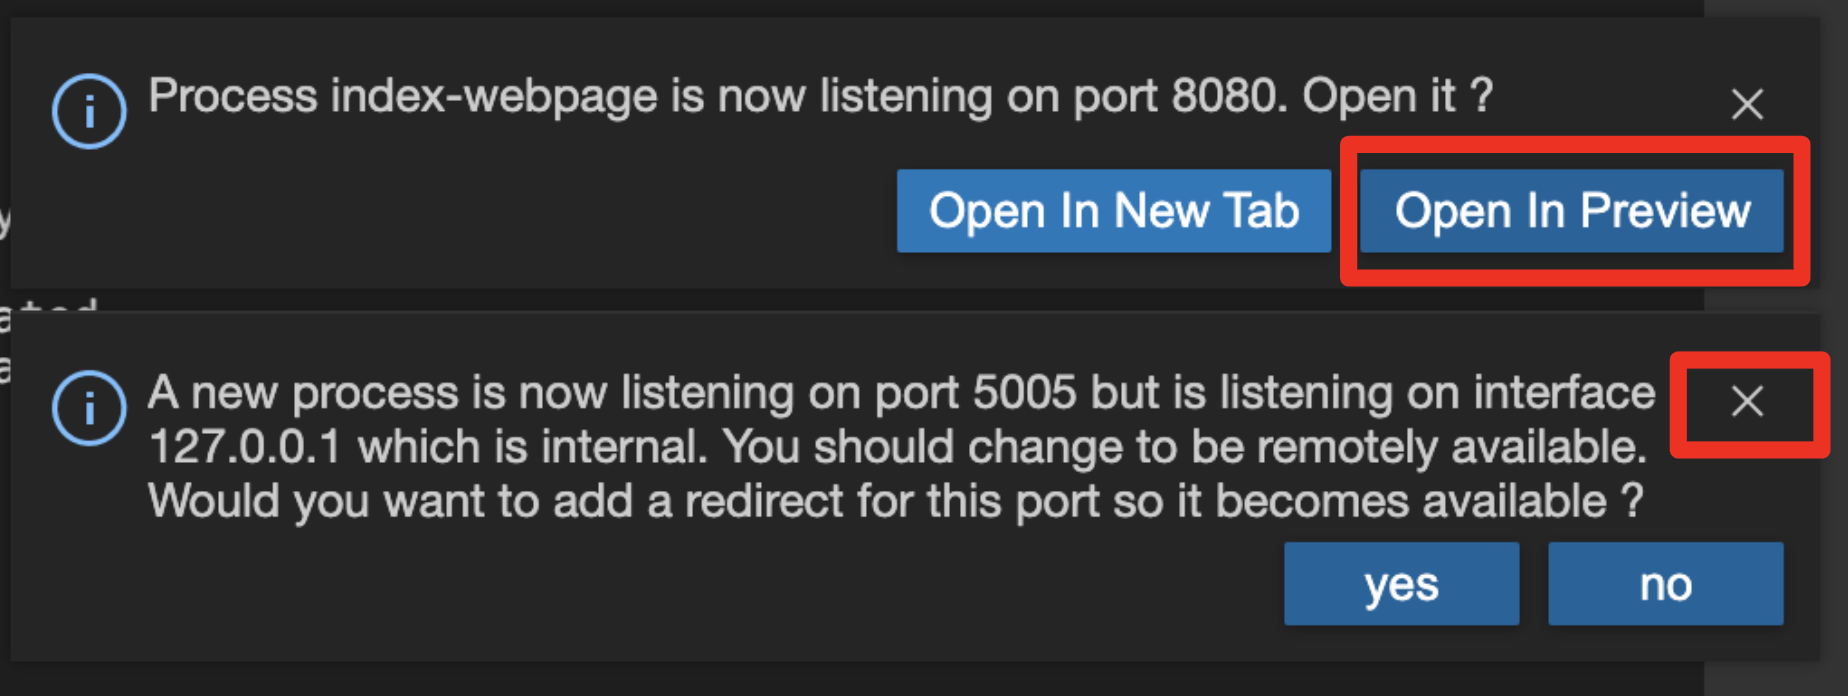 Process index-webpage is now listening on port 8080. Open it ?
Open In New Tab
Open In Preview
A new process is now listening on port 5005 but is listening on interface
127.0.0.1 which is internal. You should change to be remotely available.
Would you want to add a redirect for this port so it becomes available ?
yes
no